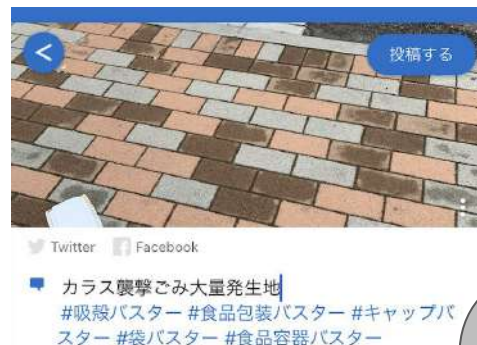 投稿する
Twitter Facebook
カラス襲撃ごみ大量発生地
#吸殻バスター #食品包装バスター #キャップバ
スター #袋バスター #食品容器バスター